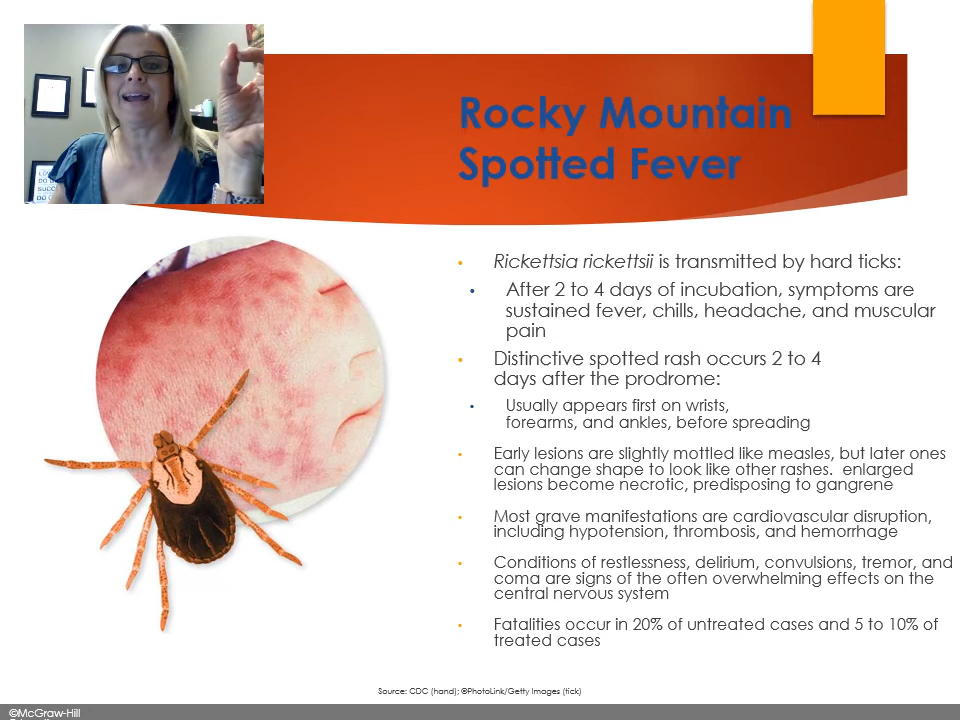 Rocky Mountain
Spotted Fever
• Rickettsia rickettsii is transmitted by hard ticks:
• After 2 to 4 days of incubation, symptoms are
sustained fever, chills, headache, and muscular
pain
• Distinctive spotted rash occurs 2 to 4
days after the prodrome:
• Usually appears first on wrists,
forearms, and ankles, before spreading
• Early lesions are slightly mottled like measles, but later ones
can change shape to look like other rashes. enlarged
lesions become necrotic, predisposing to gangrene
• Most grave manifestations are cardiovascular disruption,
including hypotension, thrombosis, and hemorrhage
• Conditions of restlessness, delirium, convulsions, tremor, and
coma are signs of the often overwhelming effects on the
central nervous system
• Fatalities occur in 20% of untreated cases and 5 to 10% of
treated cases
Source: CDC (hand); ©PhotoLink/Getty Images (tick)
©McGraw-Hill